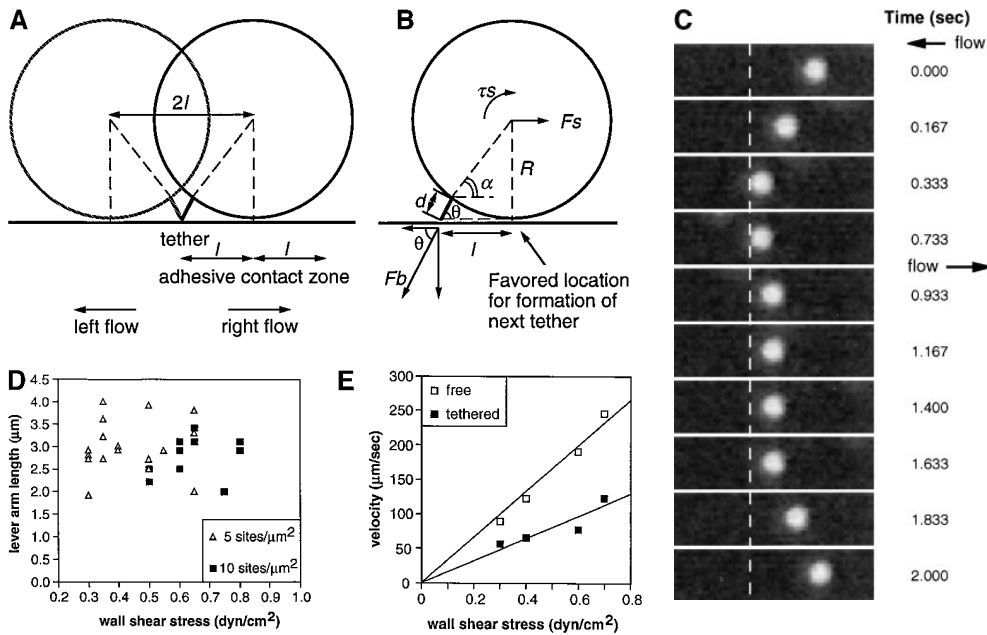 A
2l
tether
l l
adhesive contact zone
left flow
right flow
B
τs
Fs
R
α
d
θ
θ
l
Fb
Favored location
for formation of
next tether
C
Time (sec)
flow
0.000
0.167
0.333
0.733
flow
0.933
1.167
1.400
1.633
1.833
2.000
D
lever arm length (μm)
4.5
4.0
3.5
3.0
2.5
2.0
1.5
1.0
0.5
0.0
5 sites/μm²
10 sites/μm²
0.2 0.3 0.4 0.5 0.6 0.7 0.8 0.9 1.0
wall shear stress (dyn/cm²)
E
velocity (μm/sec)
300
250
200
150
100
50
0
free
tethered
0 0.2 0.4 0.6 0.8
wall shear stress (dyn/cm²)